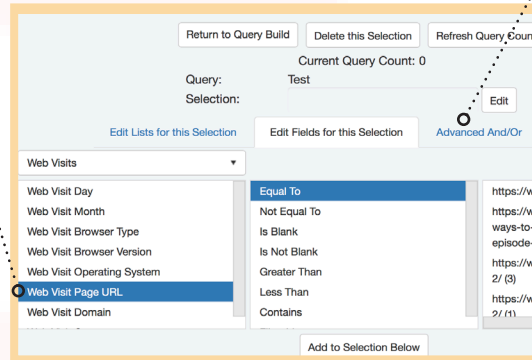 Return to Query Build Delete this Selection Refresh Query Coun
Current Query Count: 0
Query: Test
Selection: Edit
Edit Lists for this Selection Edit Fields for this Selection Advanced And/Or
Web Visits
Web Visit Day
Web Visit Month
Web Visit Browser Type
Web Visit Browser Version
Web Visit Operating System
Web Visit Page URL
Web Visit Domain
Equal To
Not Equal To
Is Blank
Is Not Blank
Greater Than
Less Than
Contains
https://w
https://w
ways-to-
episode-
https://w
2/ (3)
https://w
2/ (1)
Add to Selection Below